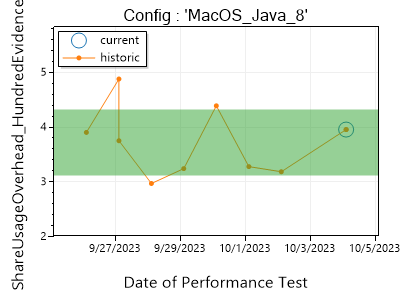 Config : 'MacOS_Java_8'
current
historic
ShareUsageOverhead_HundredEvidence
5
4
3
2
9/27/2023
9/29/2023
10/1/2023
10/3/2023
10/5/2023
Date of Performance Test